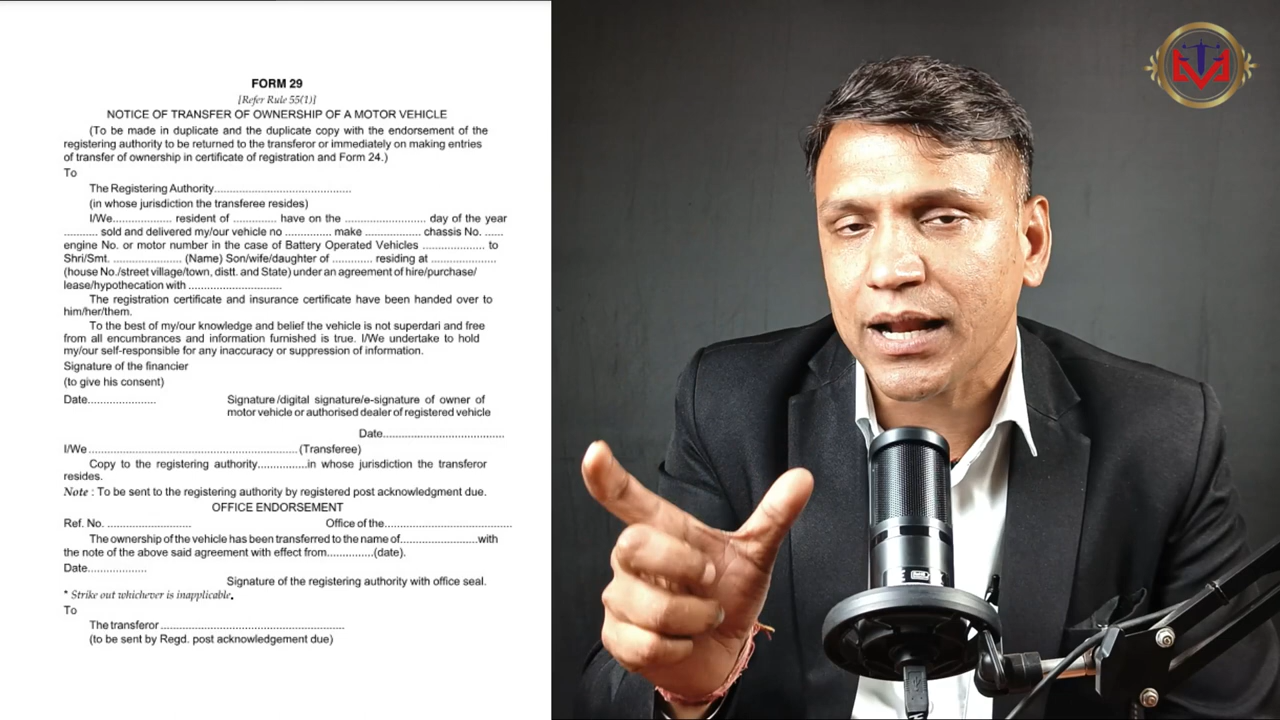 FORM 29
[Refer Rule 55(1)]
NOTICE OF TRANSFER OF OWNERSHIP OF A MOTOR VEHICLE
(To be made in duplicate and the duplicate copy with the endorsement of the
registering authority to be returned to the transferor or immediately on making entries
of transfer of ownership in certificate of registration and Form 24.)
To
The Registering Authority..........................................
(in whose jurisdiction the transferee resides)
I/We.................. resident of ............. have on the ........................ day of the year
.......... sold and delivered my/our vehicle no .............. make ................. chassis No. ......
engine No. or motor number in the case of Battery Operated Vehicles ................... to
Shri/Smt. ..................... (Name) Son/wife/daughter of ............ residing at ....................
(house No./street village/town, distt. and State) under an agreement of hire/purchase/
lease/hypothecation with .............................
The registration certificate and insurance certificate have been handed over to
him/her/them.
To the best of my/our knowledge and belief the vehicle is not superdari and free
from all encumbrances and information furnished is true. I/We undertake to hold
my/our self-responsible for any inaccuracy or suppression of information.
Signature of the financier
(to give his consent)
Date..................... Signature/digital signature/e-signature of owner of
motor vehicle or authorised dealer of registered vehicle
Date.....................................
I/We ................................................................(Transferee)
Copy to the registering authority...............in whose jurisdiction the transferor
resides.
Note : To be sent to the registering authority by registered post acknowledgment due.
OFFICE ENDORSEMENT
Ref. No. .......................... Office of the.......................................
The ownership of the vehicle has been transferred to the name of........................with
the note of the above said agreement with effect from..............(date).
Date..................
Signature of the registering authority with office seal.
* Strike out whichever is inapplicable.
To
The transferor ........................................................
(to be sent by Regd. post acknowledgement due)